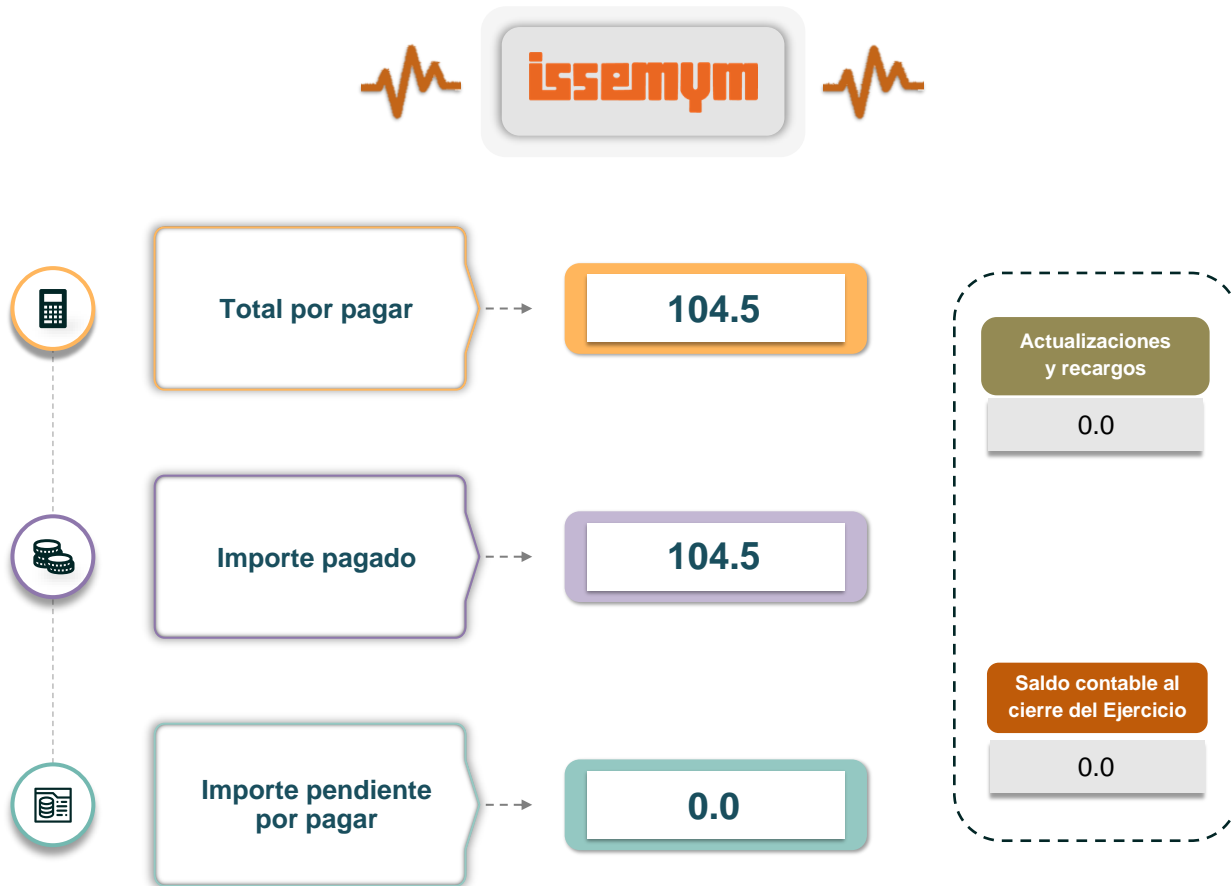 issemym
Total por pagar
104.5
Actualizaciones
y recargos
0.0
Importe pagado
104.5
Importe pendiente
por pagar
0.0
Saldo contable al
cierre del Ejercicio
0.0